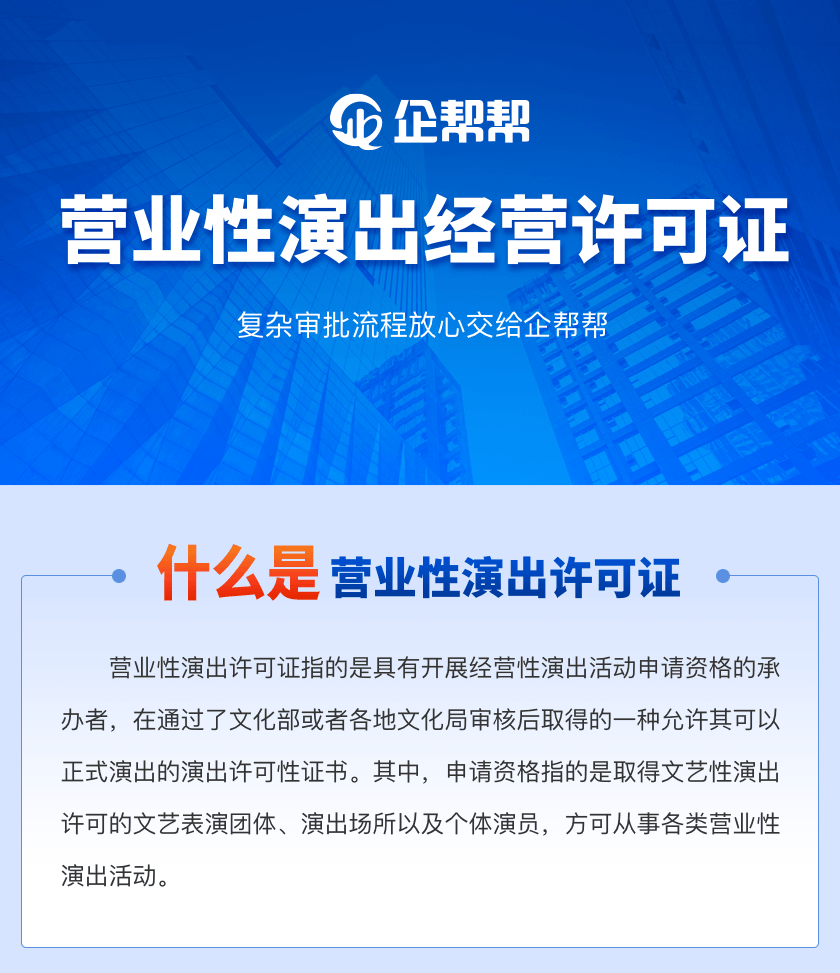 企帮帮
营业性演出经营许可证
复杂审批流程放心交给企帮帮
什么是 营业性演出许可证
营业性演出许可证指的是具有开展经营性演出活动申请资格的承
办者，在通过了文化部或者各地文化局审核后取得的一种允许其可以
正式演出的演出许可性证书。其中，申请资格指的是取得文艺性演出
许可的文艺表演团体、演出场所以及个体演员，方可从事各类营业性
演出活动。